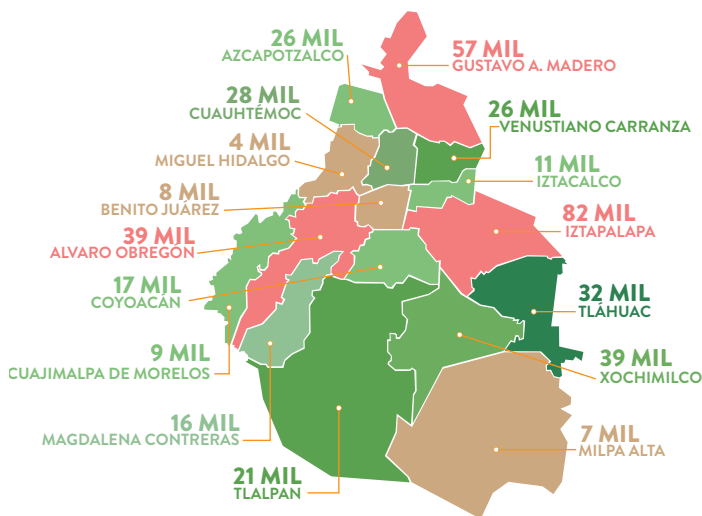 26 MIL
AZCAPOTZALCO
57 MIL
GUSTAVO A. MADERO
28 MIL
CUAUHTÉMOC
26 MIL
VENUSTIANO CARRANZA
4 MIL
MIGUEL HIDALGO
11 MIL
IZTACALCO
8 MIL
BENITO JUÁREZ
82 MIL
IZTAPALAPA
39 MIL
ALVARO OBREGÓN
17 MIL
COYOACÁN
32 MIL
TLÁHUAC
9 MIL
CUAJIMALPA DE MORELOS
39 MIL
XOCHIMILCO
16 MIL
MAGDALENA CONTRERAS
7 MIL
MILPA ALTA
21 MIL
TLALPAN